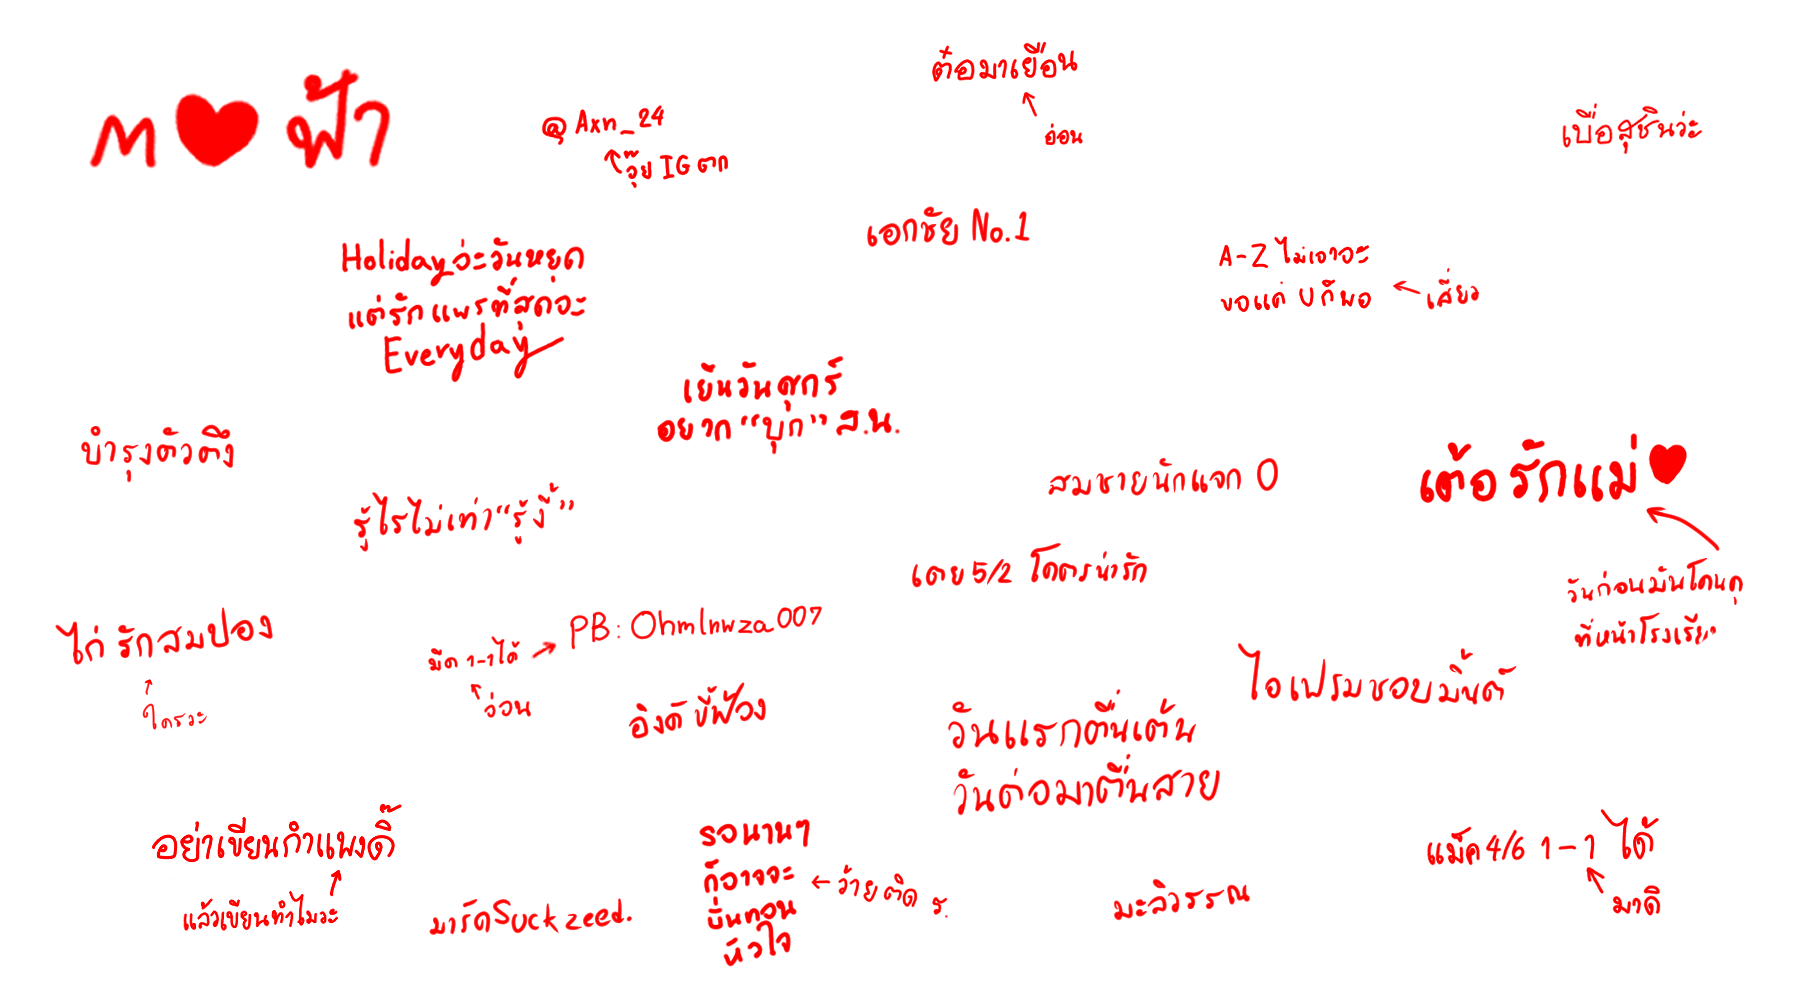 ต๋อมาเยือน
อ่อน
M ❤ ฟ้า
@Axn_24
อุ๊ย IG ตก
เบื่อสุชินว่ะ
เอกชัย No.1
Holidayอ่ะวันหยุด
แต่รักแพรที่สุดอะ
Everyday
A-Z ไม่เอาอะ
ขอแค่ U ก็พอ
เสี่ยว
เย็นวันศุกร์
อยาก "บุก" ส.น.
บำรุงตัวตึง
รู้ไรไม่เท่า "รู้งี้"
สมชายนักแจก 0
เต้อรักแม่ ❤
วันก่อนมันโดนดุ
ที่หน้าโรงเรียน
เตย 5/2 โคตรน่ารัก
ไก่ รักสมปอง
ใครวะ
PB: Ohmlnwza007
มืด 1-1 ได้
อ่อน
อิงค์ ขี้ฟ้อง
ไอเฟรมชอบมิ้นต์
วันแรกตื่นเต้น
วันต่อมาตื่นสาย
อย่าเขียนกำแพงดิ๊
แล้วเขียนทำไมวะ
มาร์ค Suckzeed.
รอนานๆ
ก็อาจจะ
บั่นทอน
หัวใจ
ว้ายติด ร.
มะลิวรรณ
แม็ค 4/6 1-1 ได้
มาดิ